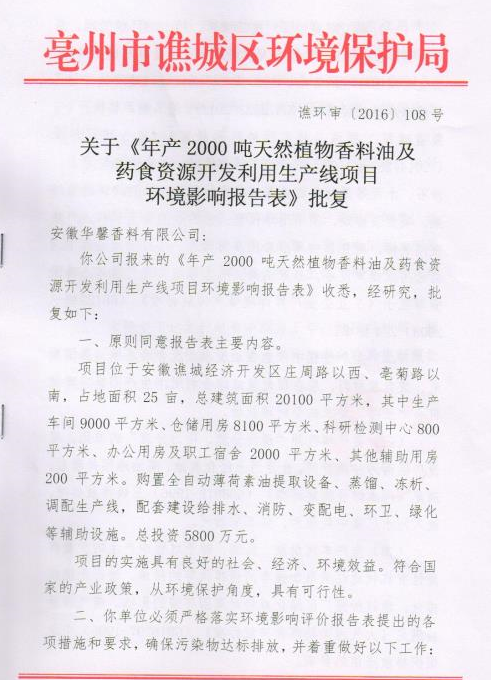 亳州市谯城区环境保护局
谯环审〔2016〕108 号
关于《年产 2000 吨天然植物香料油及
药食资源开发利用生产线项目
环境影响报告表》批复
安徽华馨香料有限公司:
你公司报来的《年产 2000 吨天然植物香料油及药食资
源开发利用生产线项目环境影响报告表》收悉，经研究，批
复如下:
一、原则同意报告表主要内容。
项目位于安徽谯城经济开发区庄周路以西、亳菊路以
南，占地面积 25 亩，总建筑面积 20100 平方米，其中生产
车间 9000 平方米、仓储用房 8100 平方米、科研检测中心 800
平方米、办公用房及职工宿舍 2000 平方米、其他辅助用房
200 平方米。购置全自动薄荷素油提取设备、蒸馏、冻析、
调配生产线，配套建设给排水、消防、变配电、环卫、绿化
等辅助设施。总投资 5800 万元。
项目的实施具有良好的社会、经济、环境效益。符合国
家的产业政策，从环境保护角度，具有可行性。
二、你单位必须严格落实环境影响评价报告表提出的各
项措施和要求，确保污染物达标排放，并着重做好以下工作: